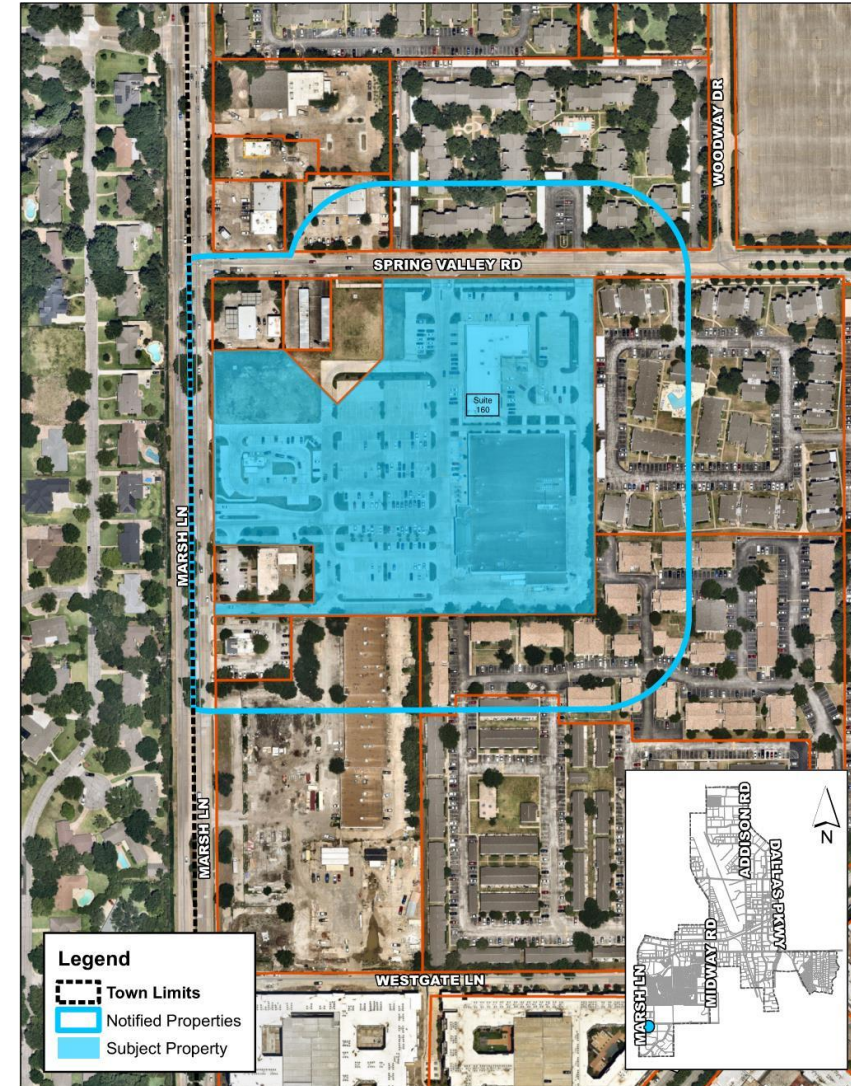 WOODWAY DR
SPRING VALLEY RD
Suite
160
MARSH LN
MARSH LN
WESTGATE LN
Legend
Town Limits
Notified Properties
Subject Property
ADDISON RD
DALLAS PKWY
MIDWAY RD
MARSH LN
N